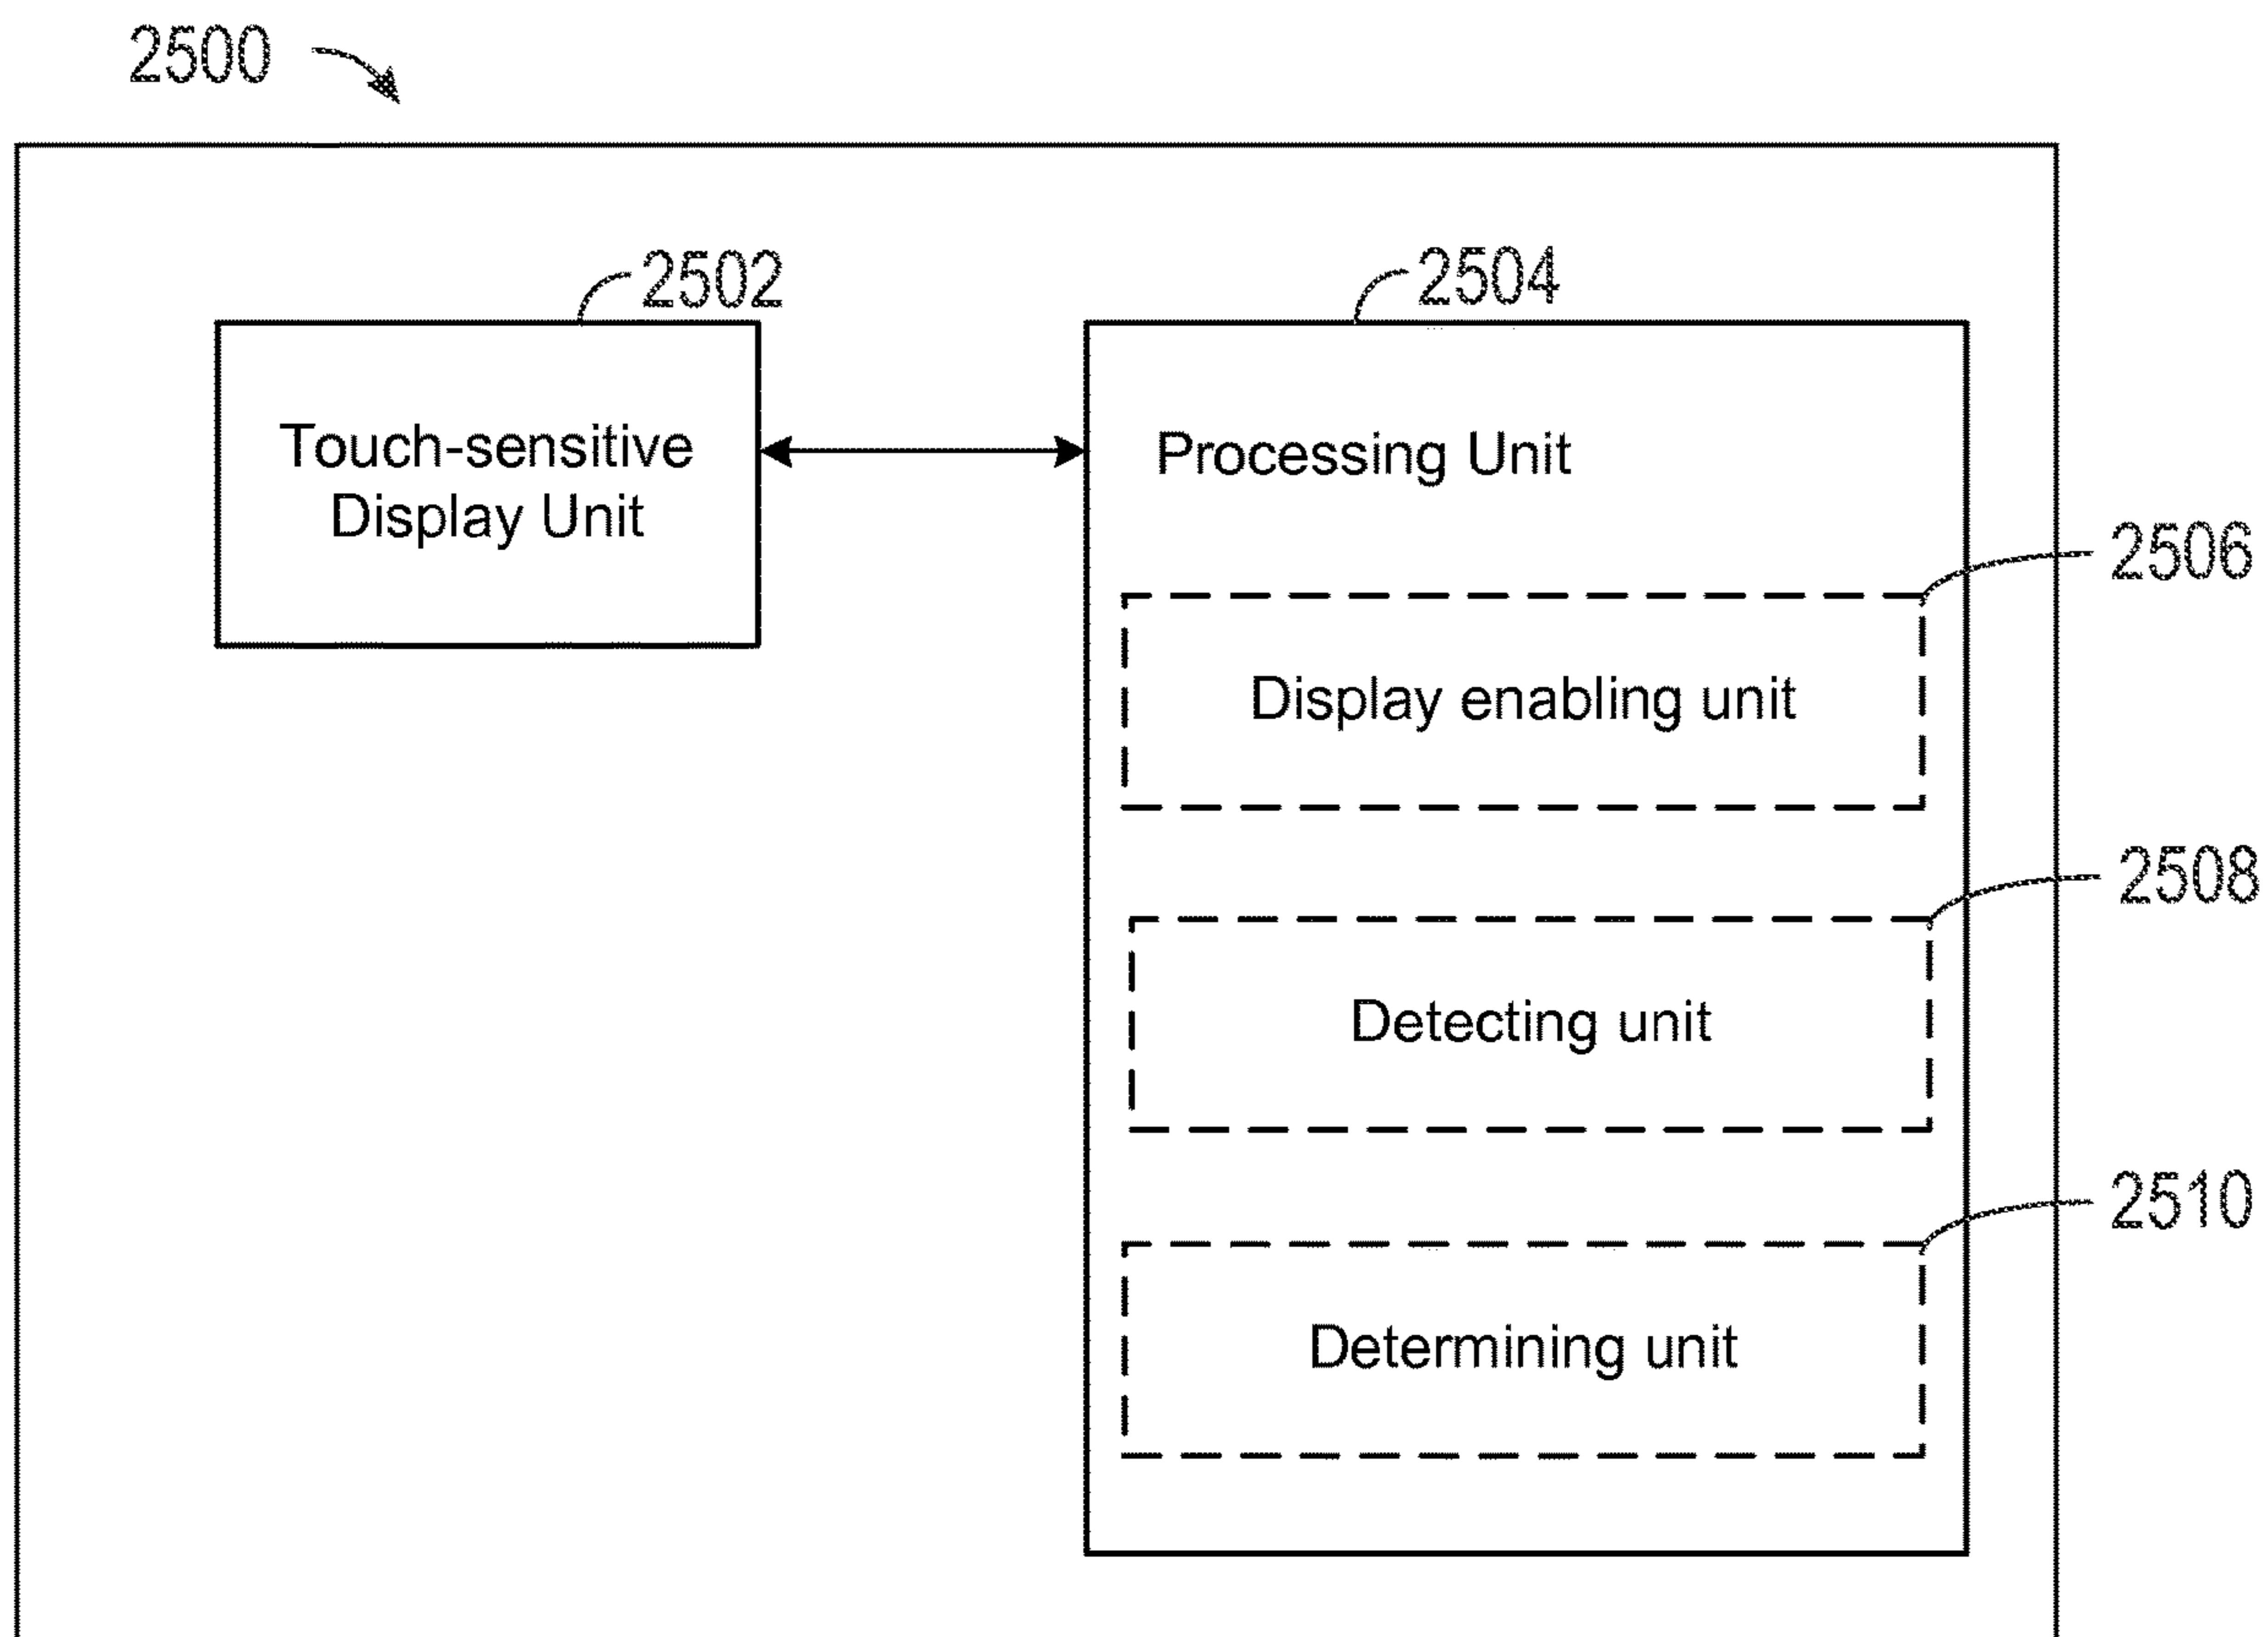 2500
2502
2504
Touch-sensitive
Display Unit
Processing Unit
2506
Display enabling unit
2508
Detecting unit
2510
Determining unit